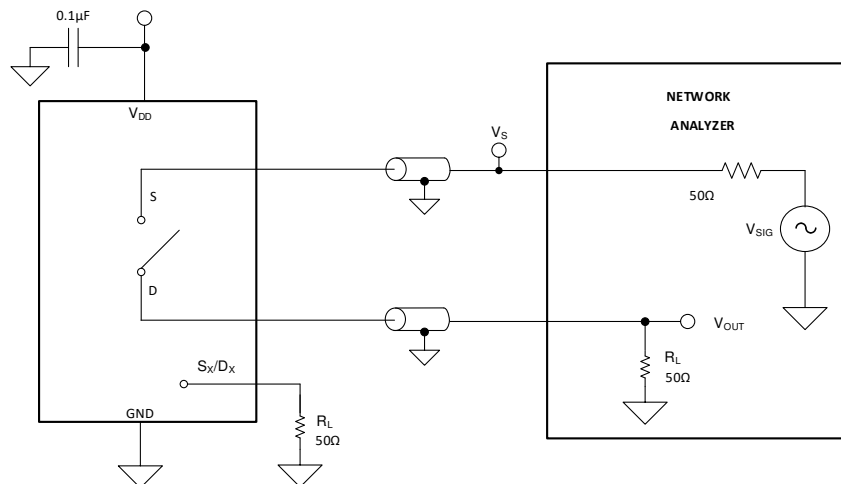 0.1µF
VDD
NETWORK
ANALYZER
VS
S
50Ω
VSIG
D
VOUT
SX/DX
RL
50Ω
GND
RL
50Ω